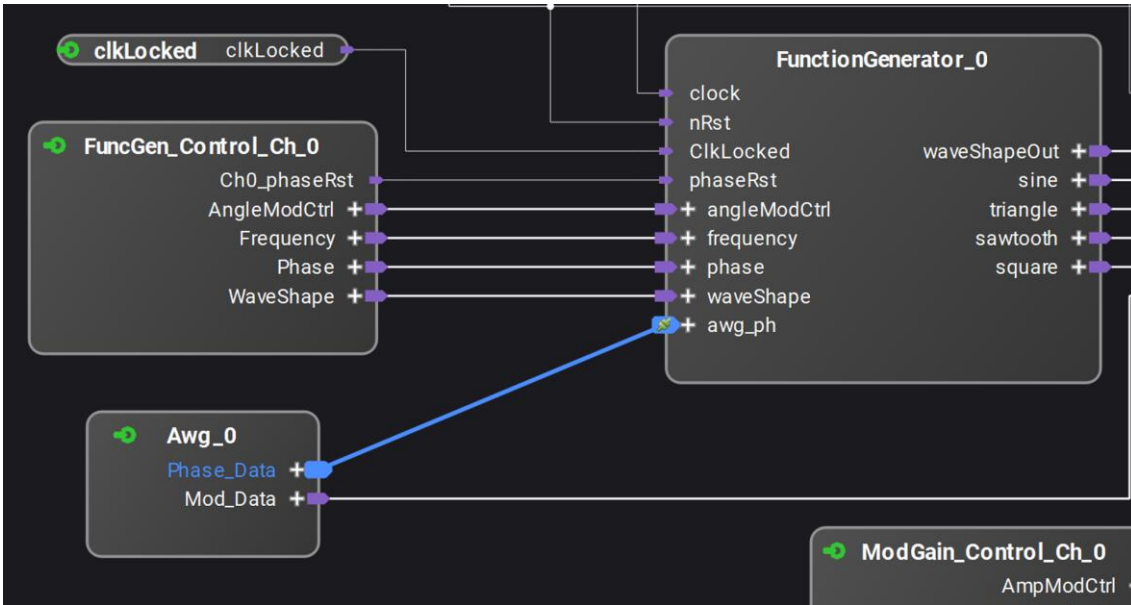 clkLocked clkLocked
FuncGen_Control_Ch_0
Ch0_phaseRst
AngleModCtrl
Frequency
Phase
WaveShape
Awg_0
Phase_Data
Mod_Data
FunctionGenerator_0
clock
nRst
ClkLocked waveShapeOut
phaseRst sine
angleModCtrl triangle
frequency sawtooth
phase square
waveShape
awg_ph
ModGain_Control_Ch_0
AmpModCtrl